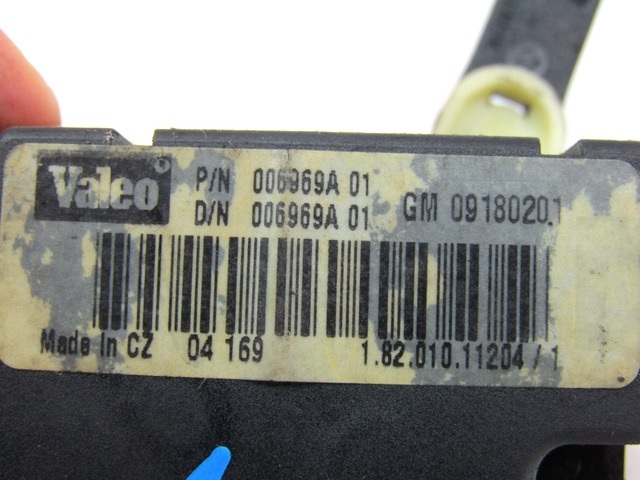 Valeo
P/N 006969A 01
D/N 006969A 01
GM 09180201
Made In CZ 04 169 1.82.010.11204/1